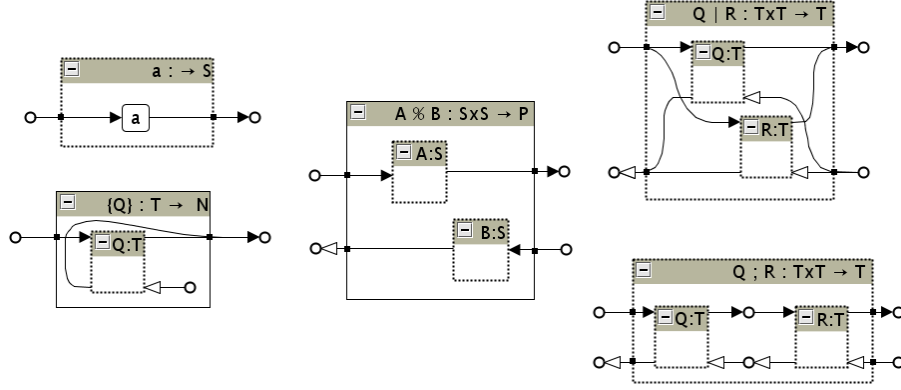 a : → S
a
{Q} : T → N
Q:T
A % B : SxS → P
A:S
B:S
Q | R : TxT → T
Q:T
R:T
Q ; R : TxT → T
Q:T
R:T